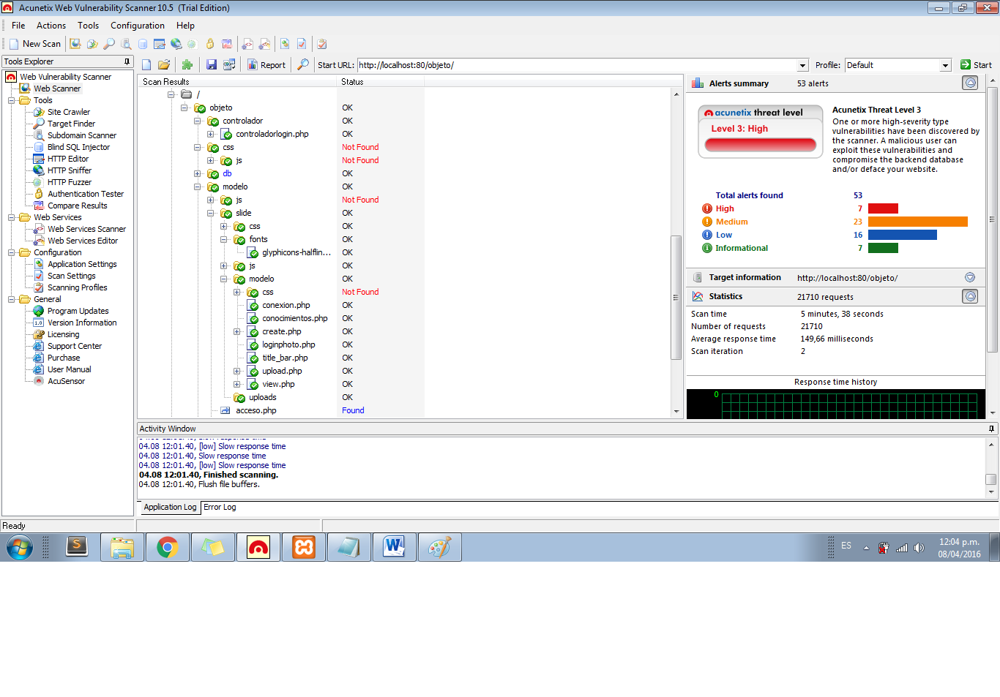 Acunetix Web Vulnerability Scanner 10.5 (Trial Edition)
File Actions Tools Configuration Help
New Scan
Tools Explorer
Web Vulnerability Scanner
Web Scanner
Tools
Site Crawler
Target Finder
Subdomain Scanner
Blind SQL Injector
HTTP Editor
HTTP Sniffer
HTTP Fuzzer
Authentication Tester
Compare Results
Web Services
Web Services Scanner
Web Services Editor
Configuration
Application Settings
Scan Settings
Scanning Profiles
General
Program Updates
Version Information
Licensing
Support Center
Purchase
User Manual
AcuSensor
Report Start URL: http://localhost:80/objeto/ Profile: Default Start
Scan Results Status
/
objeto OK
controlador OK
controladorlogin.php OK
css Not Found
js Not Found
db OK
modelo OK
js Not Found
slide OK
css OK
fonts OK
glyphicons-halflin... OK
js OK
modelo OK
css Not Found
conexion.php OK
conocimientos.php OK
create.php OK
loginphoto.php OK
title_bar.php OK
upload.php OK
view.php OK
uploads OK
acceso.php Found
Alerts summary 53 alerts
acunetix threat level
Level 3: High
Acunetix Threat Level 3
One or more high-severity type
vulnerabilities have been discovered by
the scanner. A malicious user can
exploit these vulnerabilities and
compromise the backend database
and/or deface your website.
Total alerts found 53
High 7
Medium 23
Low 16
Informational 7
Target information http://localhost:80/objeto/
Statistics 21710 requests
Scan time 5 minutes, 38 seconds
Number of requests 21710
Average response time 149,66 milliseconds
Scan iteration 2
Response time history
0
Activity Window
04.08 12:01.40, [low] Slow response time
04.08 12:01.40, Slow response time
04.08 12:01.40, [low] Slow response time
04.08 12:01.40, Finished scanning.
04.08 12:01.40, Flush file buffers.
Application Log Error Log
Ready
ES
12:04 p.m.
08/04/2016